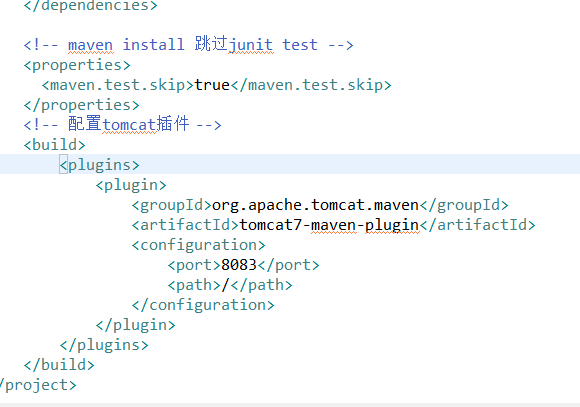 </dependencies>
<!-- maven install 跳过junit test -->
<properties>
<maven.test.skip>true</maven.test.skip>
</properties>
<!-- 配置tomcat插件 -->
<build>
<plugins>
<plugin>
<groupId>org.apache.tomcat.maven</groupId>
<artifactId>tomcat7-maven-plugin</artifactId>
<configuration>
<port>8083</port>
<path>/</path>
</configuration>
</plugin>
</plugins>
</build>
/project>